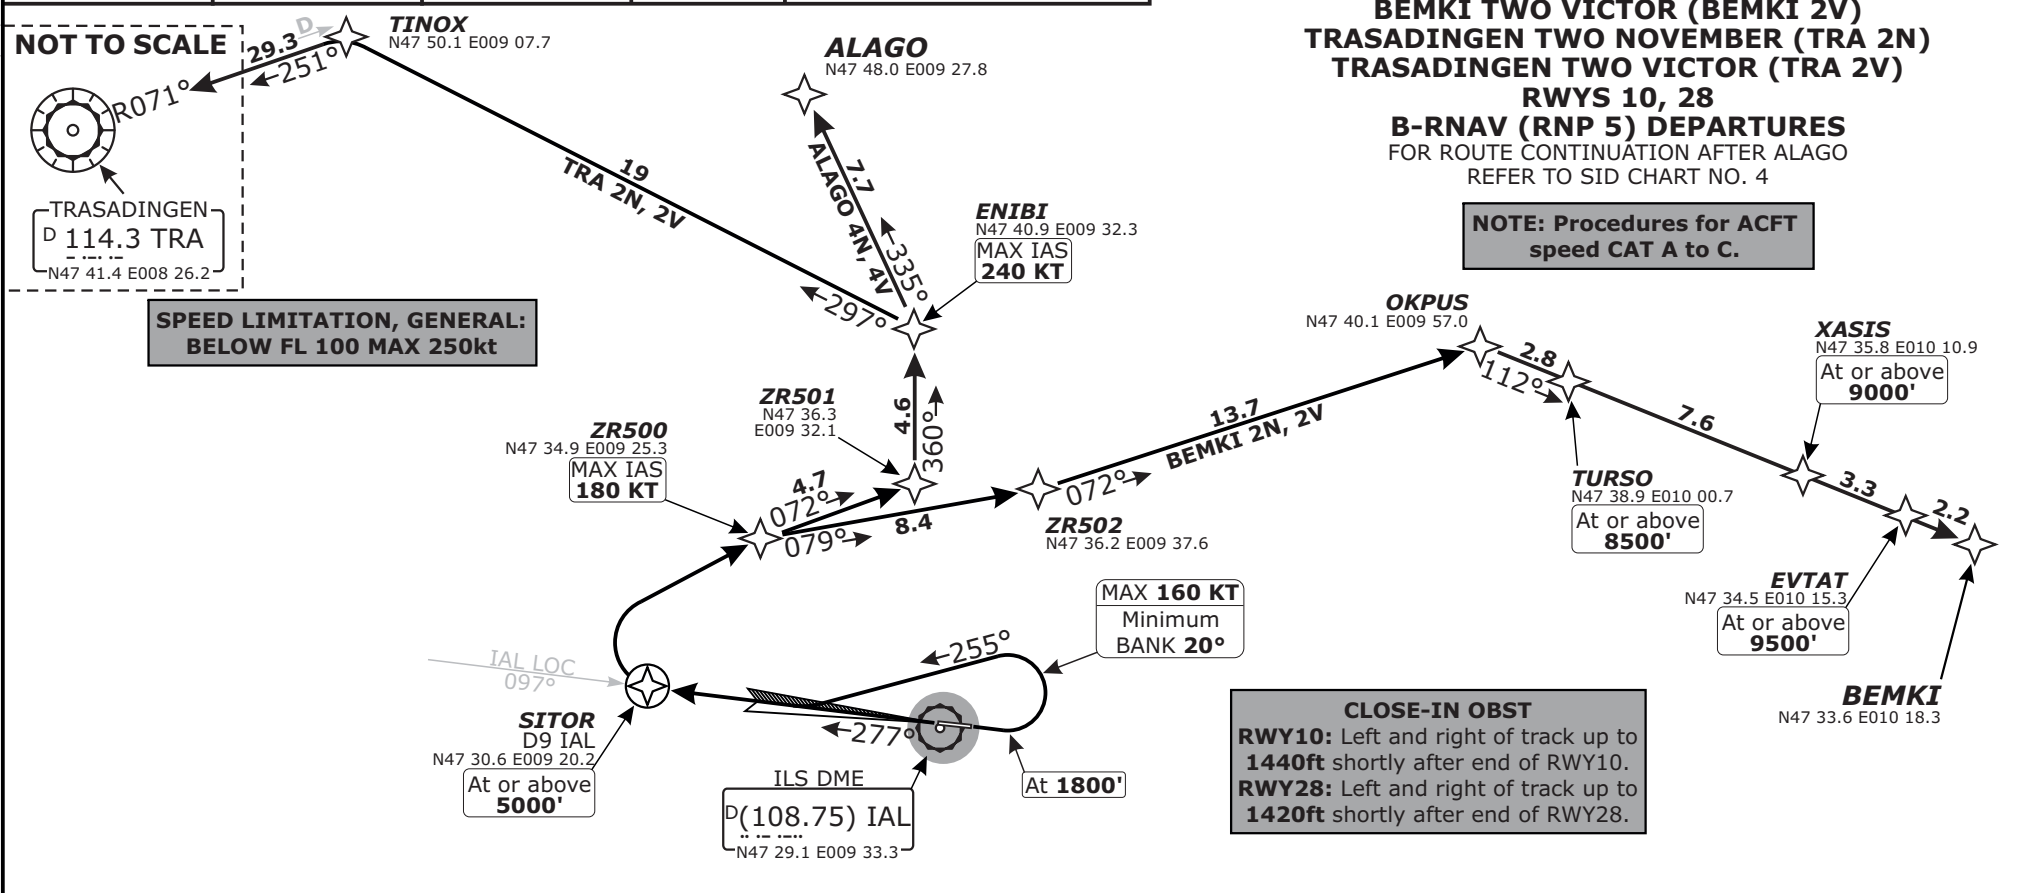 BEMKI TWO VICTOR (BEMKI 2V)
TRASADINGEN TWO NOVEMBER (TRA 2N)
TRASADINGEN TWO VICTOR (TRA 2V)
RWYS 10, 28
B-RNAV (RNP 5) DEPARTURES
FOR ROUTE CONTINUATION AFTER ALAGO
REFER TO SID CHART NO. 4
NOTE: Procedures for ACFT
speed CAT A to C.
NOT TO SCALE
29.3
D
←251°
R071°
TINOX
N47 50.1 E009 07.7
TRASADINGEN
D 114.3 TRA
N47 41.4 E008 26.2
SPEED LIMITATION, GENERAL:
BELOW FL 100 MAX 250kt
19
TRA 2N, 2V
ALAGO
N47 48.0 E009 27.8
7.7
ALAGO 4N, 4V
←335°
←297°
ENIBI
N47 40.9 E009 32.3
MAX IAS
240 KT
4.6
360°→
ZR501
N47 36.3
E009 32.1
ZR500
N47 34.9 E009 25.3
MAX IAS
180 KT
4.7
072°→
079°→
8.4
ZR502
N47 36.2 E009 37.6
072°→
13.7
BEMKI 2N, 2V
OKPUS
N47 40.1 E009 57.0
2.8
112°→
TURSO
N47 38.9 E010 00.7
At or above
8500'
7.6
XASIS
N47 35.8 E010 10.9
At or above
9000'
3.3
EVTAT
N47 34.5 E010 15.3
At or above
9500'
2.2
BEMKI
N47 33.6 E010 18.3
IAL LOC
097°
SITOR
D9 IAL
N47 30.6 E009 20.2
At or above
5000'
←255°
←277°
MAX 160 KT
Minimum
BANK 20°
At 1800'
ILS DME
D (108.75) IAL
N47 29.1 E009 33.3
CLOSE-IN OBST
RWY10: Left and right of track up to
1440ft shortly after end of RWY10.
RWY28: Left and right of track up to
1420ft shortly after end of RWY28.